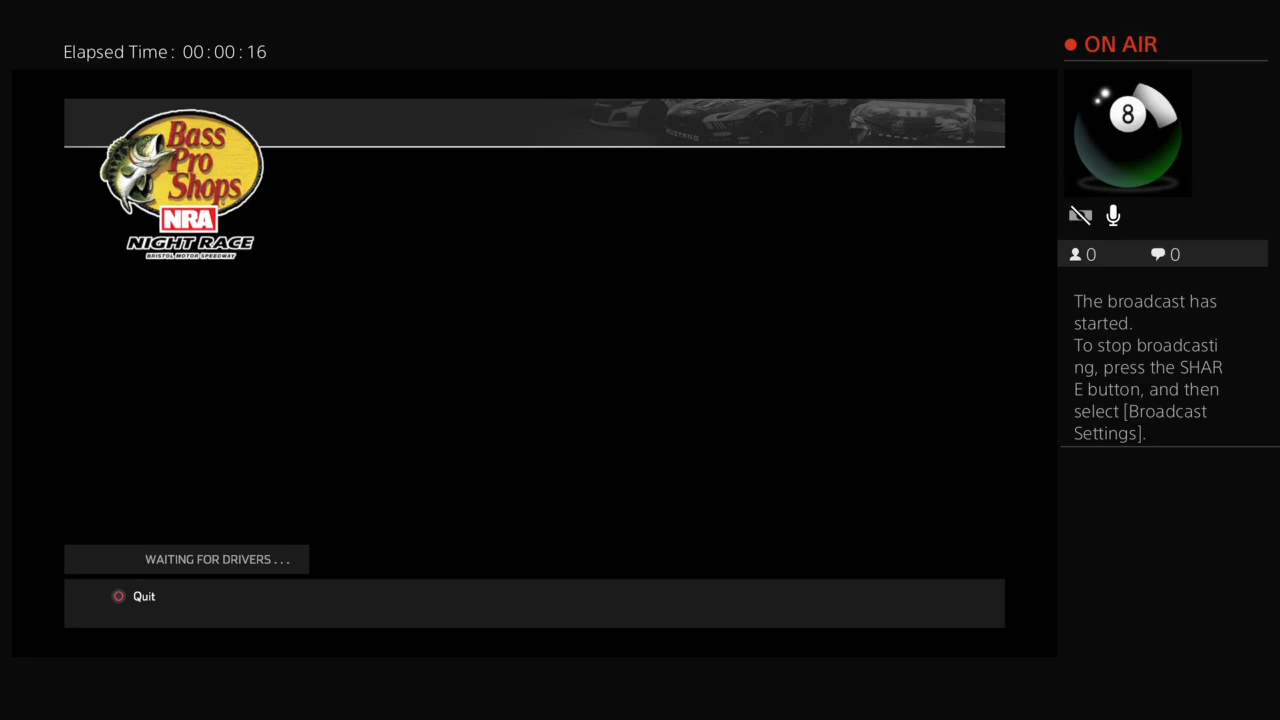 Elapsed Time: 00:00:16
ON AIR
8
Bass
Pro
Shops
NRA
NIGHT RACE
BRISTOL MOTOR SPEEDWAY
MUSTANG
0 0
The broadcast has
started.
To stop broadcasti
ng, press the SHAR
E button, and then
select [Broadcast
Settings].
WAITING FOR DRIVERS . . .
Quit